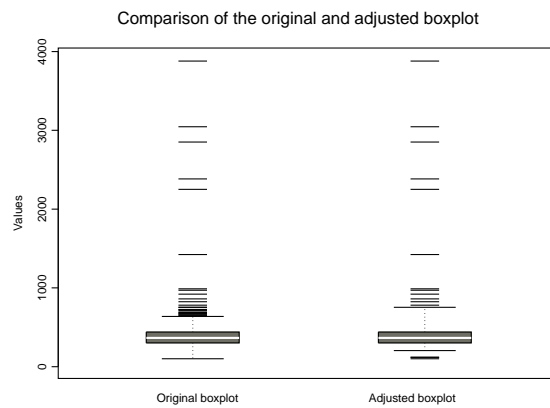 Comparison of the original and adjusted boxplot
Values
4000
3000
2000
1000
0
Original boxplot
Adjusted boxplot